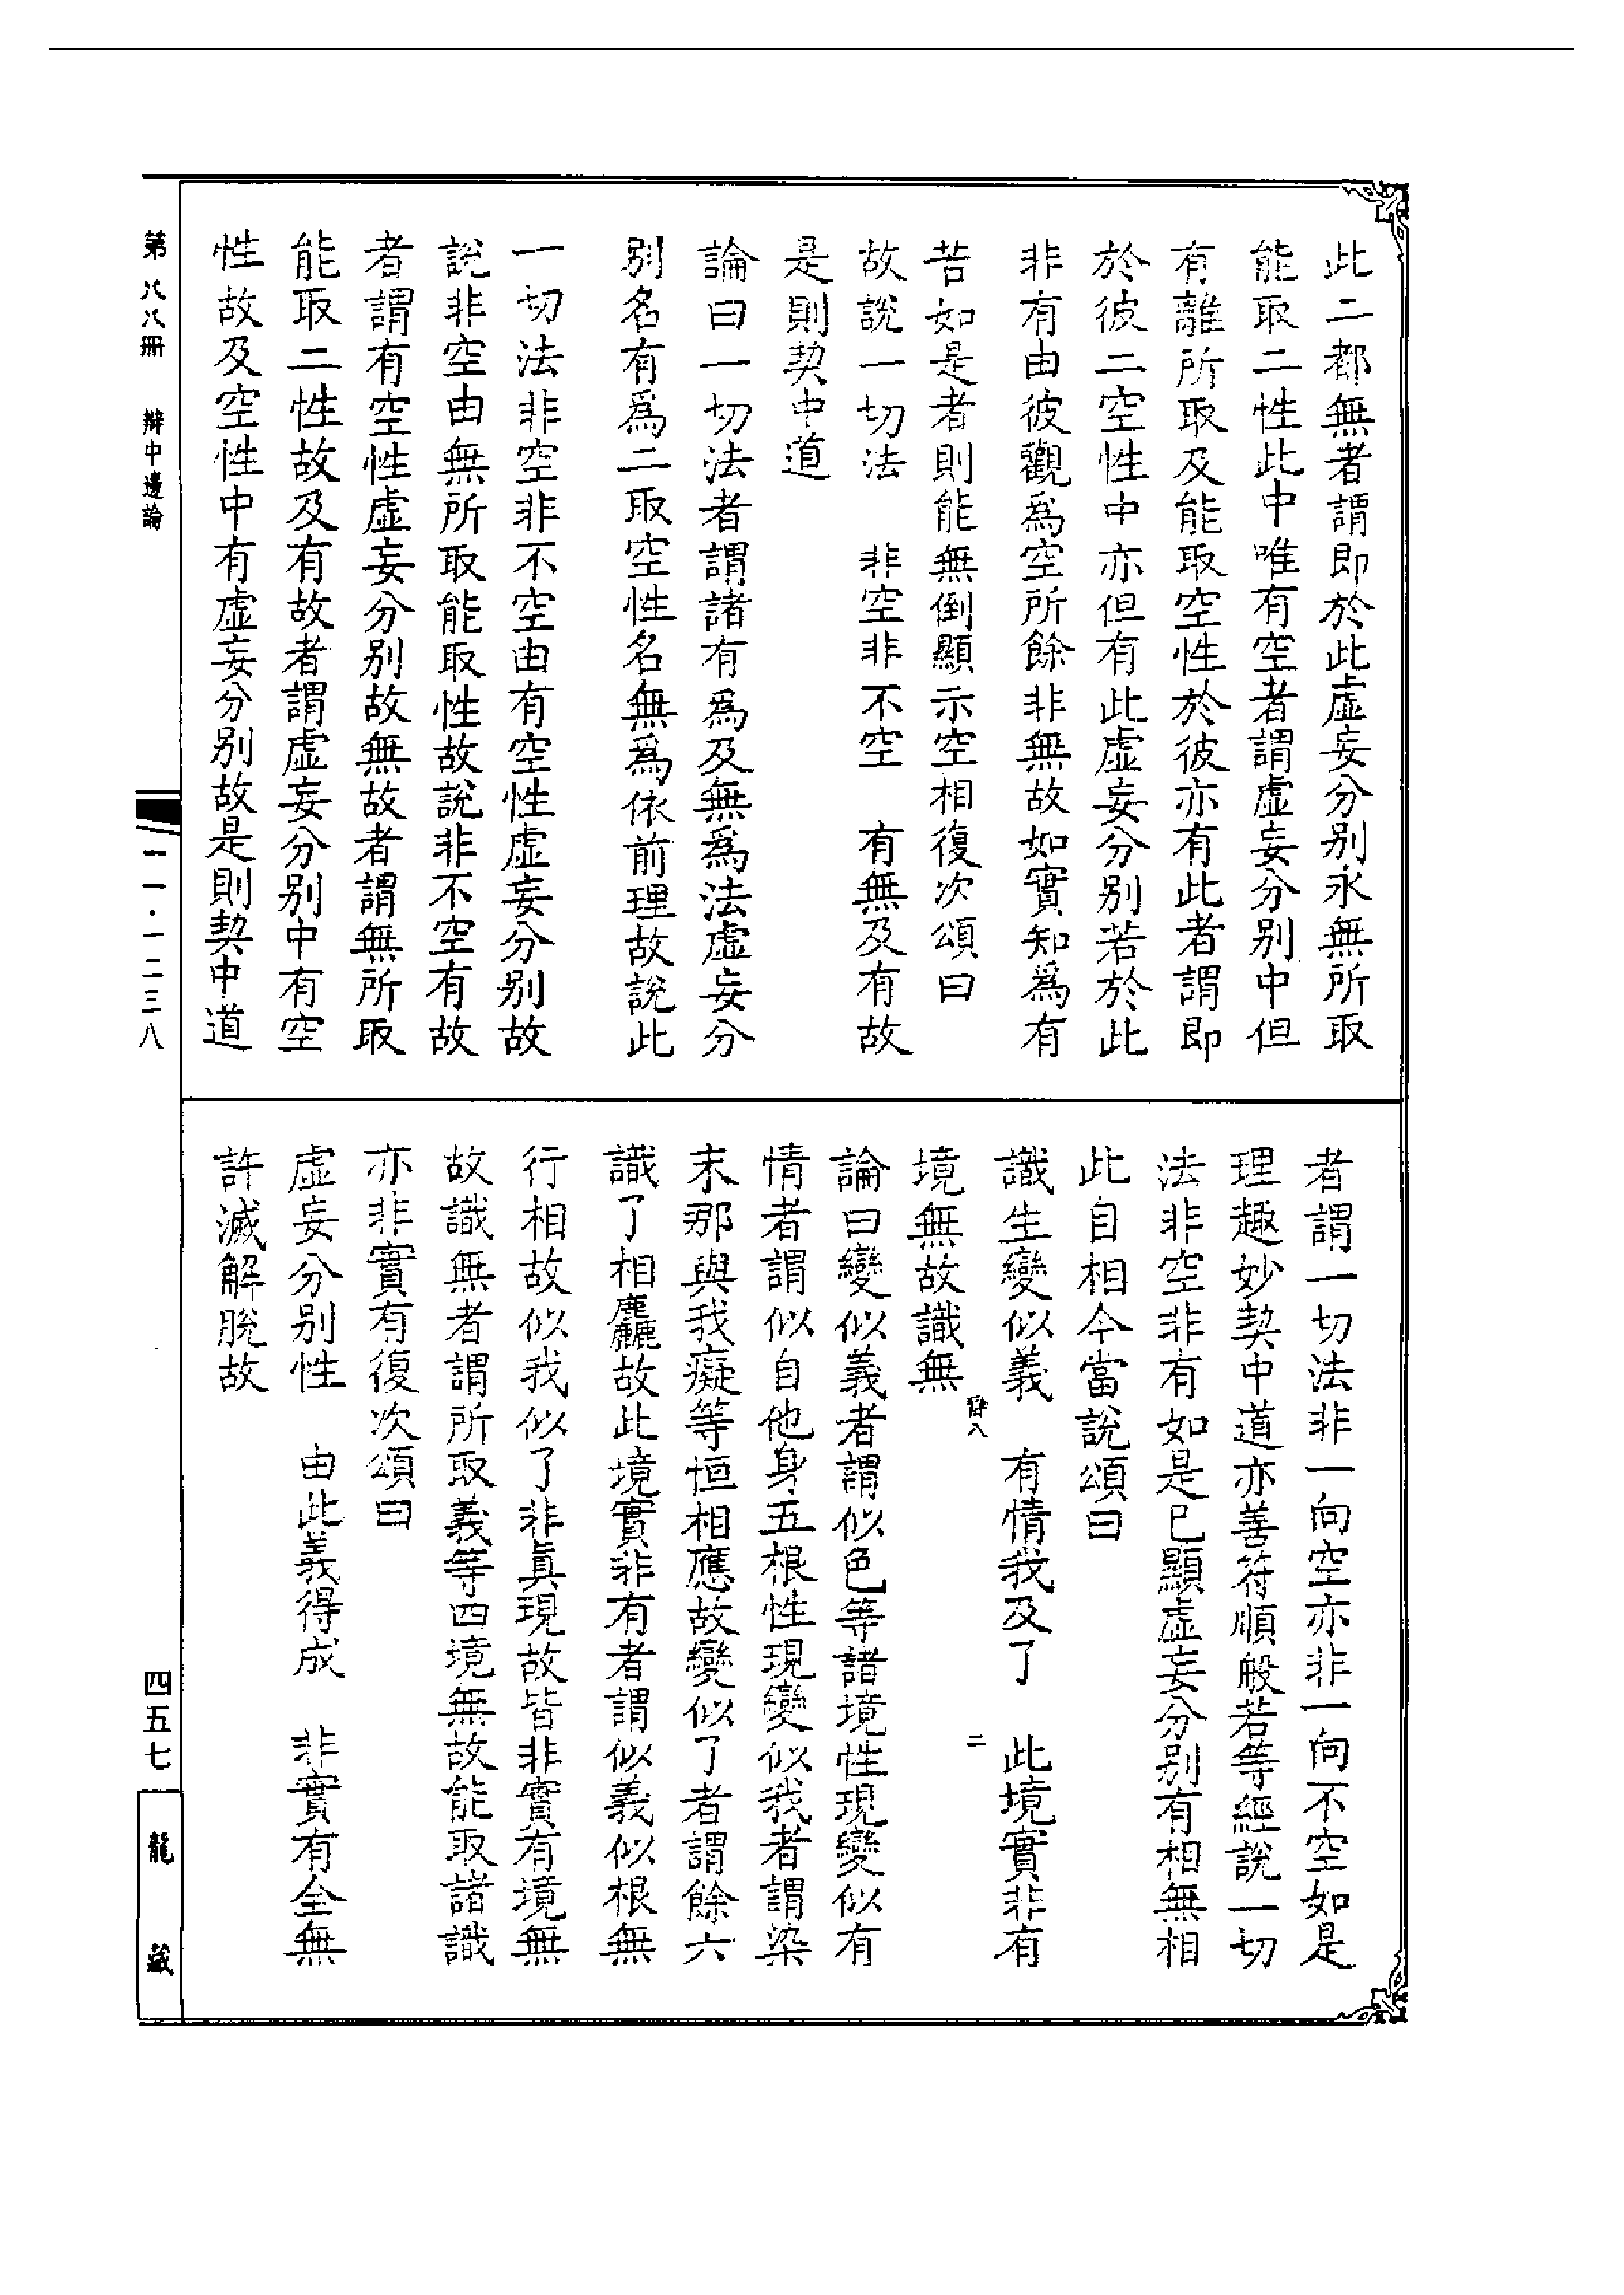 此二都無者謂即於此虛妄分別永無所取
能取二性此中唯有空者謂虛妄分別中但
有離所取及能取空性於彼亦有此者謂即
於彼二空性中亦但有此虛妄分別若於此
非有由彼觀爲空所餘非無故如實知爲有
苦如是者則能無倒顯示空相復次頌曰
故說一切法　非空非不空　有無及有故
是則契中道
論曰一切法者謂諸有爲及無爲法虛妄分
別名有爲二取空性名無爲依前理故說此
一切法非空非不空由有空性虛妄分別故
說非空由無所取能取性故說非不空有故
者謂有空性虛妄分別故無故者謂無所取
能取二性故及有故者謂虛妄分別中有空
性故及空性中有虛妄分別故是則契中道
者謂一切法非一向空亦非一向不空如是
理趣妙契中道亦善符順般若等經說一切
法非空非有如是已顯虛妄分別有相無相
此自相今當說頌曰
識生變似義　有情我及了　此境實非有
境無故識無
八　二
論曰變似義者謂似色等諸境性現變似有
情者謂似自他身五根性現變似我者謂染
末那與我癡等恒相應故變似了者謂餘六
識了相麤故此境實非有者謂似義似根無
行相故似我似了非眞現故皆非實有境無
故識無者謂所取義等四境無故能取諸識
亦非實有復次頌曰
虛妄分別性　由此義得成　非實有全無
許滅解脫故
第八八冊　辯中邊論
一一·一二三八
四五七
龍藏